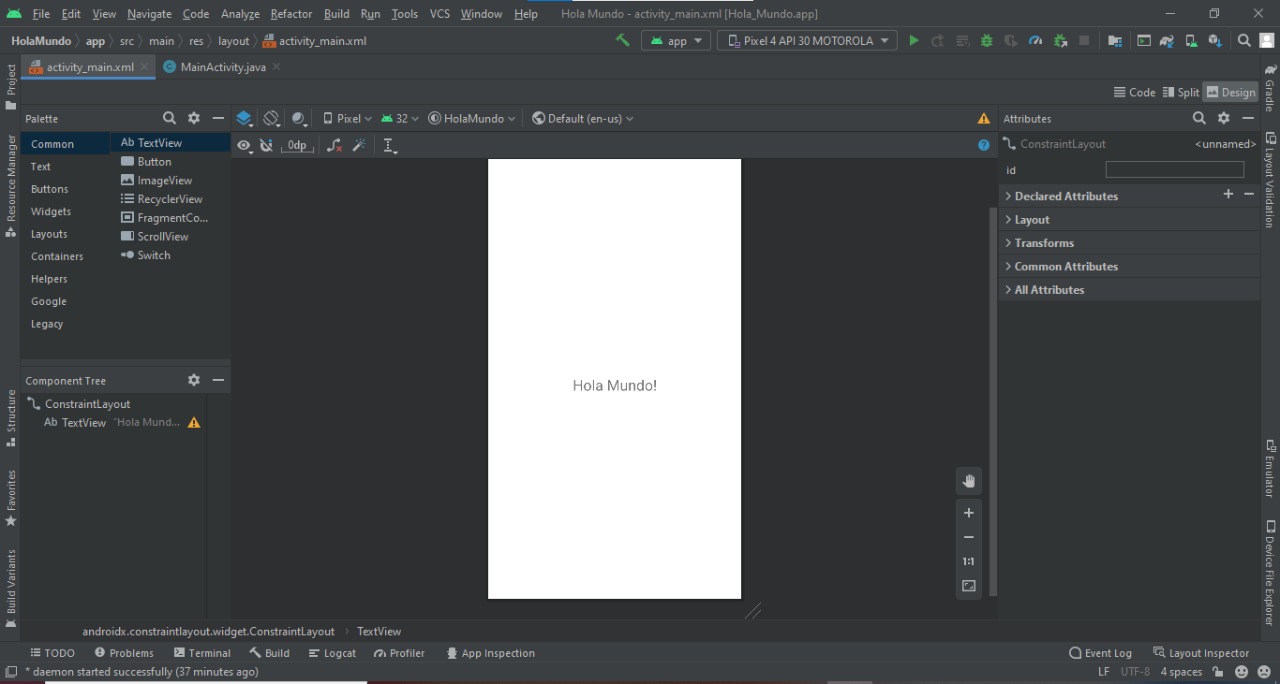 File Edit View Navigate Code Analyze Refactor Build Run Tools VCS Window Help Hola Mundo - activity_main.xml [Hola_Mundo.app]
HolaMundo app src main res layout activity_main.xml app Pixel 4 API 30 MOTOROLA
activity_main.xml MainActivity.java
Code Split Design
Palette
Pixel 32 HoloMundo Default (en-us)
Attributes
0dp
Common
Text
Buttons
Widgets
Layouts
Containers
Helpers
Google
Legacy
Ab TextView
Button
ImageView
RecyclerView
FragmentCo...
ScrollView
Switch
ConstraintLayout <unnamed>
id
Declared Attributes
Layout
Transforms
Common Attributes
All Attributes
Hola Mundo!
1:1
Component Tree
ConstraintLayout
Ab TextView "Hola Mund...
Project
Resource Manager
Structure
Favorites
Build Variants
Gradle
Layout Validation
Emulator
Device File Explorer
androidx.constraintlayout.widget.ConstraintLayout TextView
TODO Problems Terminal Build Logcat Profiler App Inspection Event Log Layout Inspector
* daemon started successfully (37 minutes ago) LF UTF-8 4 spaces